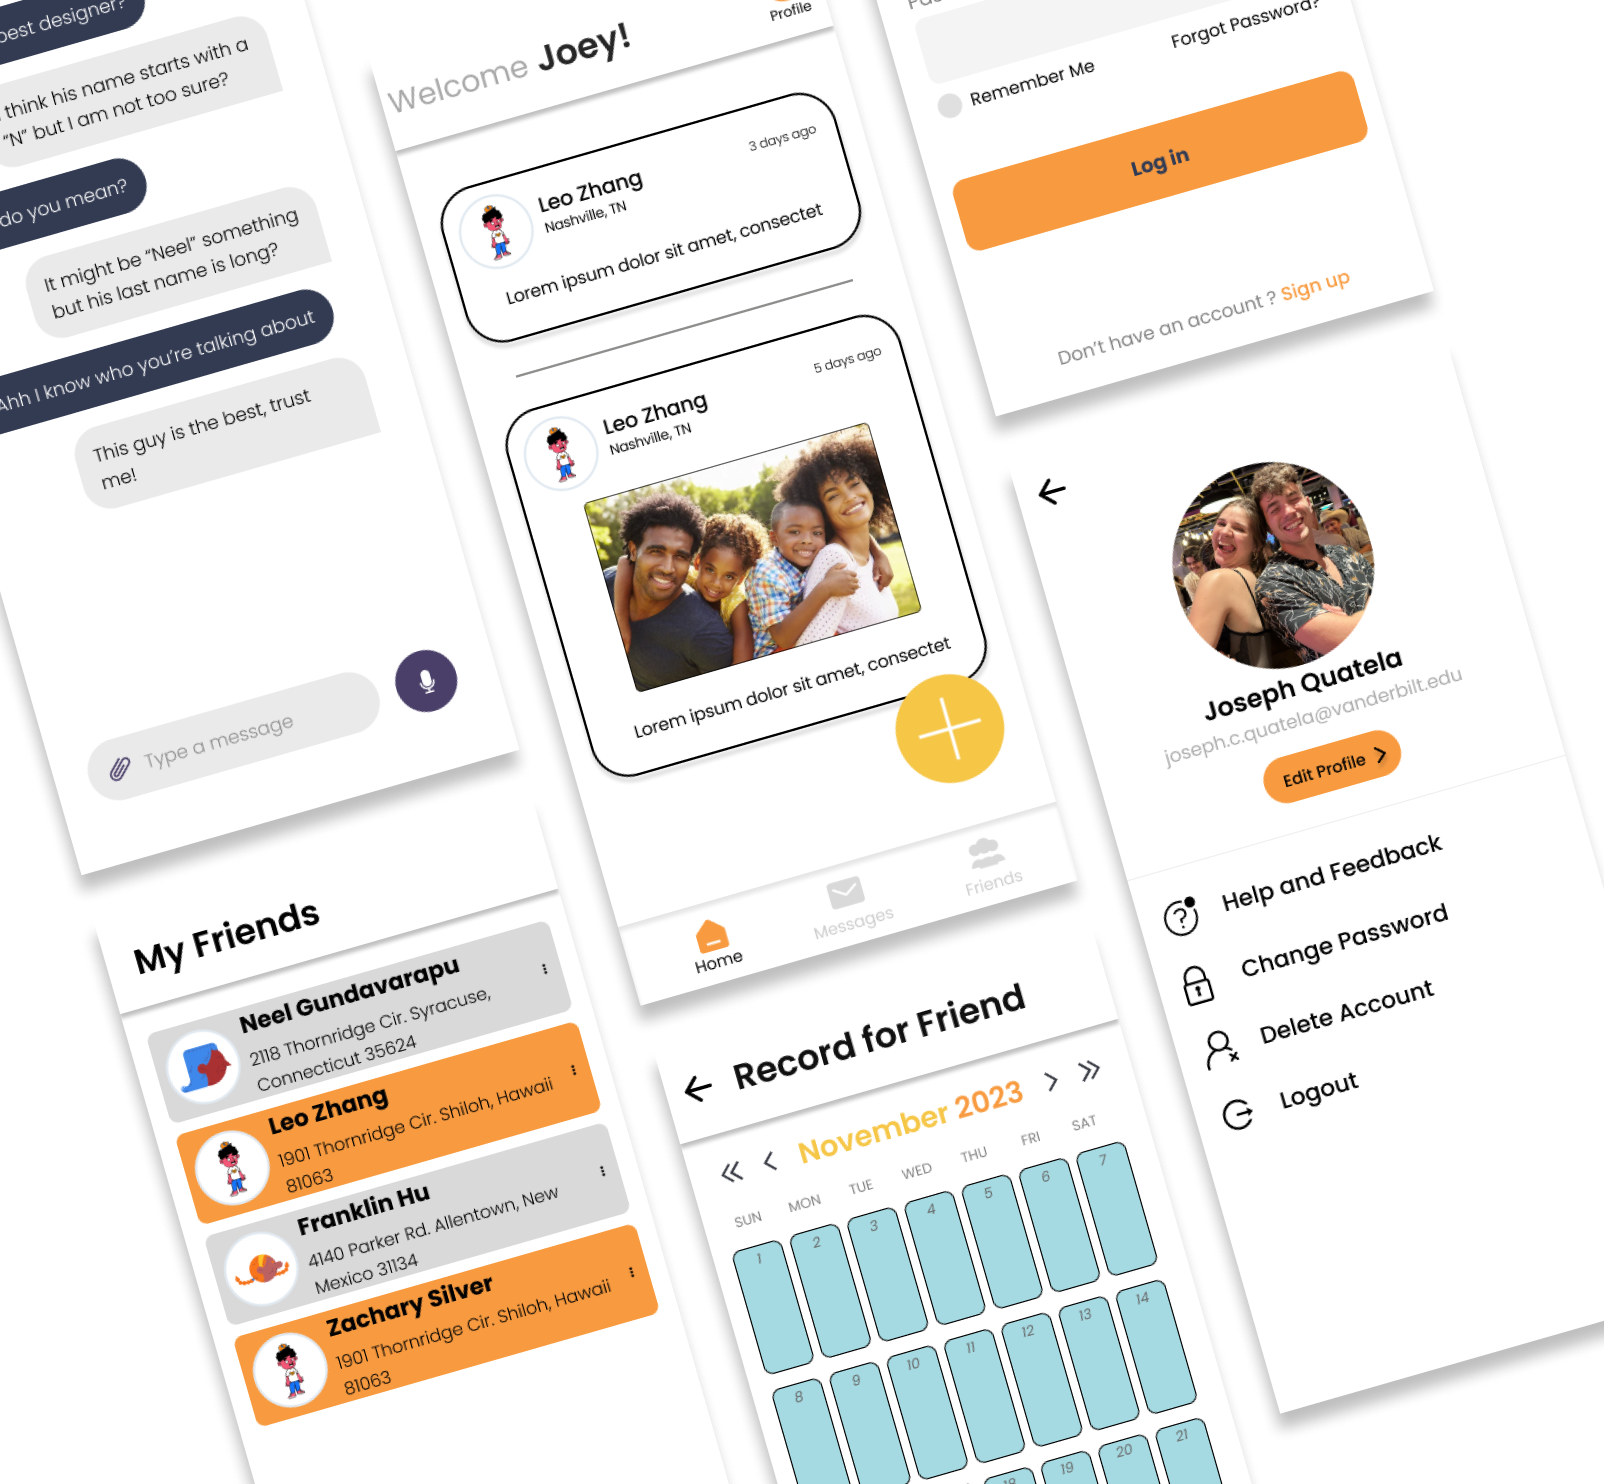 best designer?
think his name starts with a
“N” but I am not too sure?
do you mean?
It might be “Neel” something
but his last name is long?
Ahh I know who you’re talking about
This guy is the best, trust
me!
Type a message
Profile
Welcome Joey!
3 days ago
Leo Zhang
Nashville, TN
Lorem ipsum dolor sit amet, consectet
5 days ago
Leo Zhang
Nashville, TN
Lorem ipsum dolor sit amet, consectet
Home
Messages
Friends
Remember Me
Forgot Password?
Log in
Don’t have an account ? Sign up
Joseph Quatela
joseph.c.quatela@vanderbilt.edu
Edit Profile
Help and Feedback
Change Password
Delete Account
Logout
My Friends
Neel Gundavarapu
2118 Thornridge Cir. Syracuse,
Connecticut 35624
Leo Zhang
1901 Thornridge Cir. Shiloh, Hawaii
81063
Franklin Hu
4140 Parker Rd. Allentown, New
Mexico 31134
Zachary Silver
1901 Thornridge Cir. Shiloh, Hawaii
81063
Record for Friend
November 2023
SUN MON TUE WED THU FRI SAT
1 2 3 4 5 6 7
8 9 10 11 12 13 14
18 19 20 21